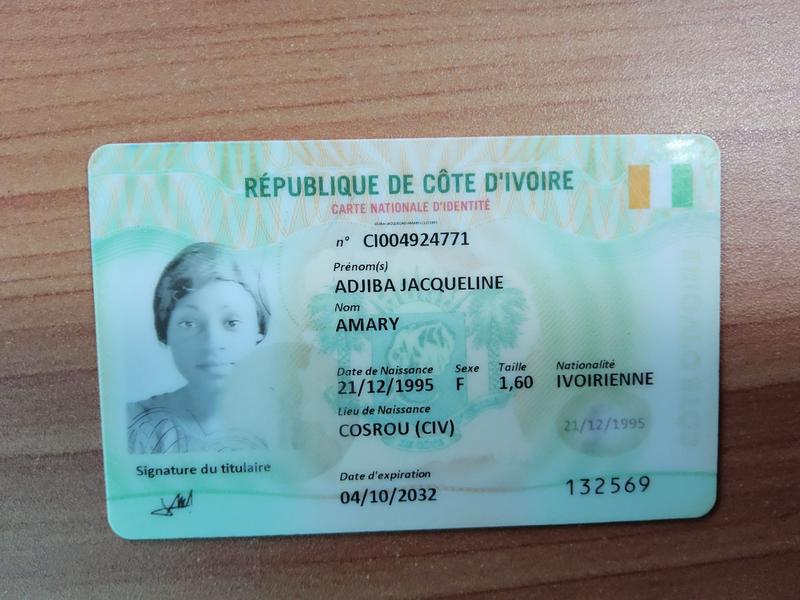 RÉPUBLIQUE DE CÔTE D'IVOIRE
CARTE NATIONALE D'IDENTITÉ
n° CI004924771
Prénom(s)
ADJIBA JACQUELINE
Nom
AMARY
Date de Naissance Sexe Taille Nationalité
21/12/1995 F 1,60 IVOIRIENNE
Lieu de Naissance
COSROU (CIV)
21/12/1995
Signature du titulaire
Date d'expiration
04/10/2032
132569